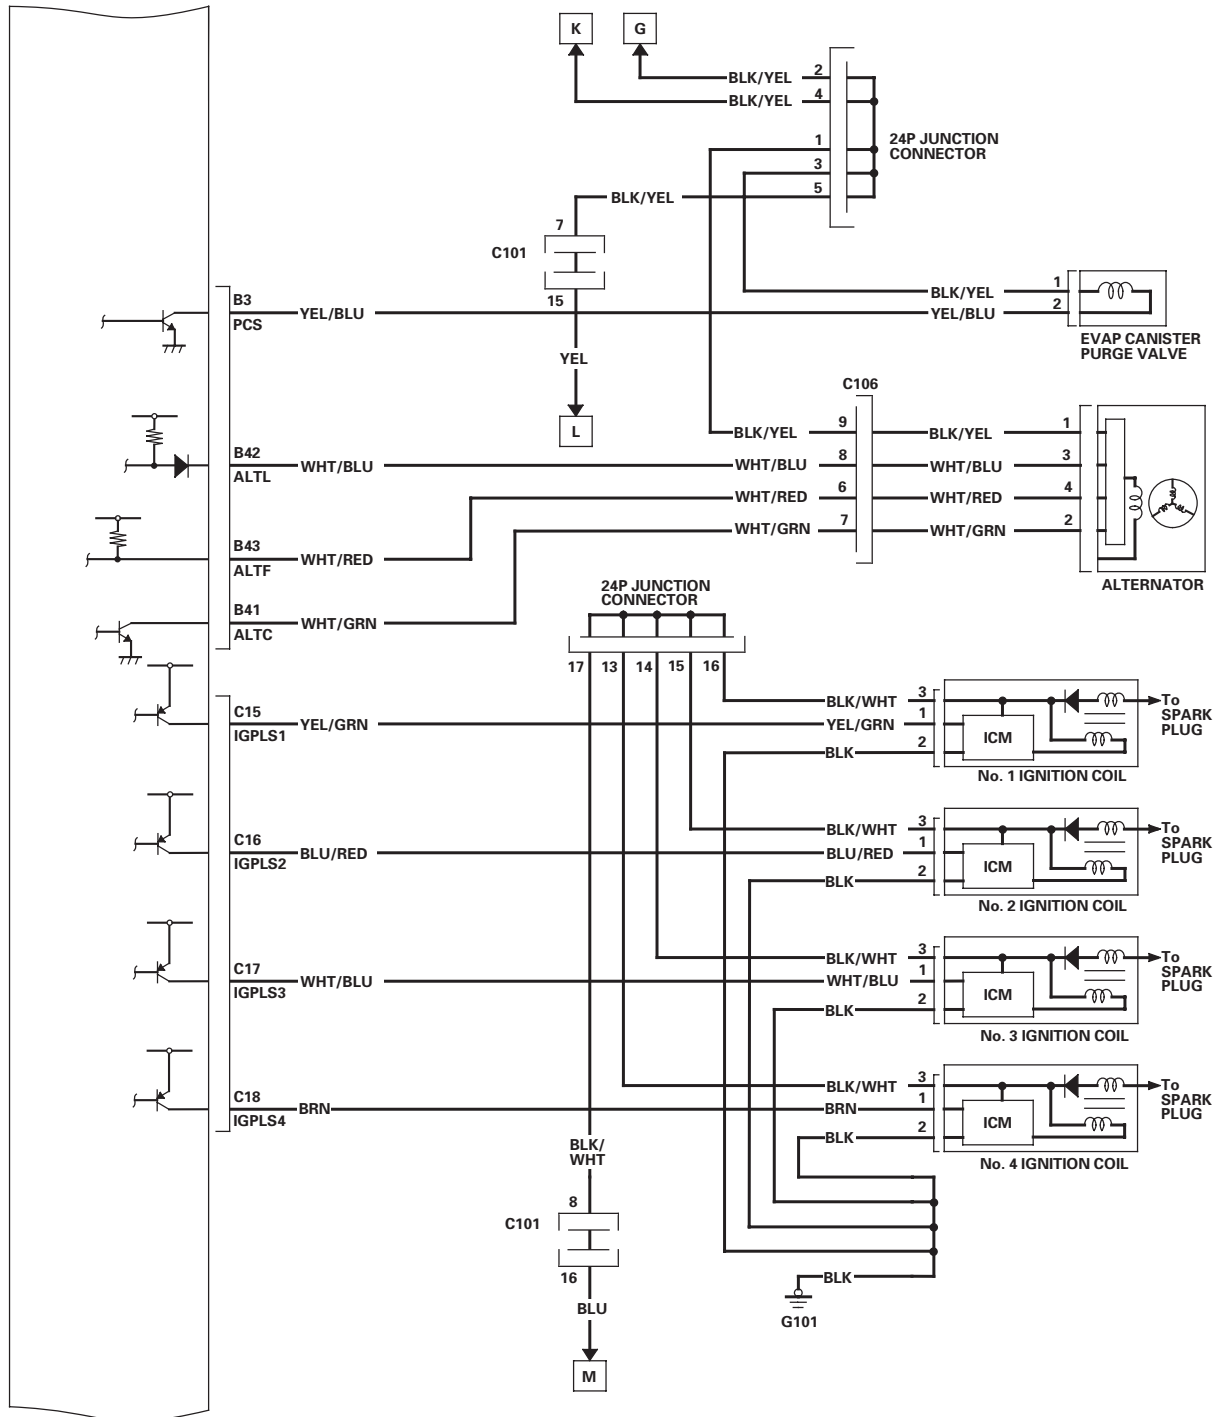 K
G
BLK/YEL
2
BLK/YEL
4
1
3
BLK/YEL
5
24P JUNCTION
CONNECTOR
7
C101
15
YEL
L
B3
PCS
YEL/BLU
BLK/YEL
1
YEL/BLU
2
EVAP CANISTER
PURGE VALVE
C106
BLK/YEL
9
BLK/YEL
1
B42
ALTL
WHT/BLU
WHT/BLU
8
WHT/BLU
3
WHT/RED
6
WHT/RED
4
WHT/GRN
7
WHT/GRN
2
ALTERNATOR
B43
ALTF
WHT/RED
B41
ALTC
WHT/GRN
24P JUNCTION
CONNECTOR
17
13
14
15
16
C15
IGPLS1
YEL/GRN
BLK/WHT
3
YEL/GRN
1
BLK
2
ICM
To
SPARK
PLUG
No. 1 IGNITION COIL
C16
IGPLS2
BLU/RED
BLK/WHT
3
BLU/RED
1
BLK
2
ICM
To
SPARK
PLUG
No. 2 IGNITION COIL
C17
IGPLS3
WHT/BLU
BLK/WHT
3
WHT/BLU
1
BLK
2
ICM
To
SPARK
PLUG
No. 3 IGNITION COIL
C18
IGPLS4
BRN
BLK/WHT
3
BRN
1
BLK
2
ICM
To
SPARK
PLUG
No. 4 IGNITION COIL
BLK/
WHT
8
C101
16
BLU
M
BLK
G101